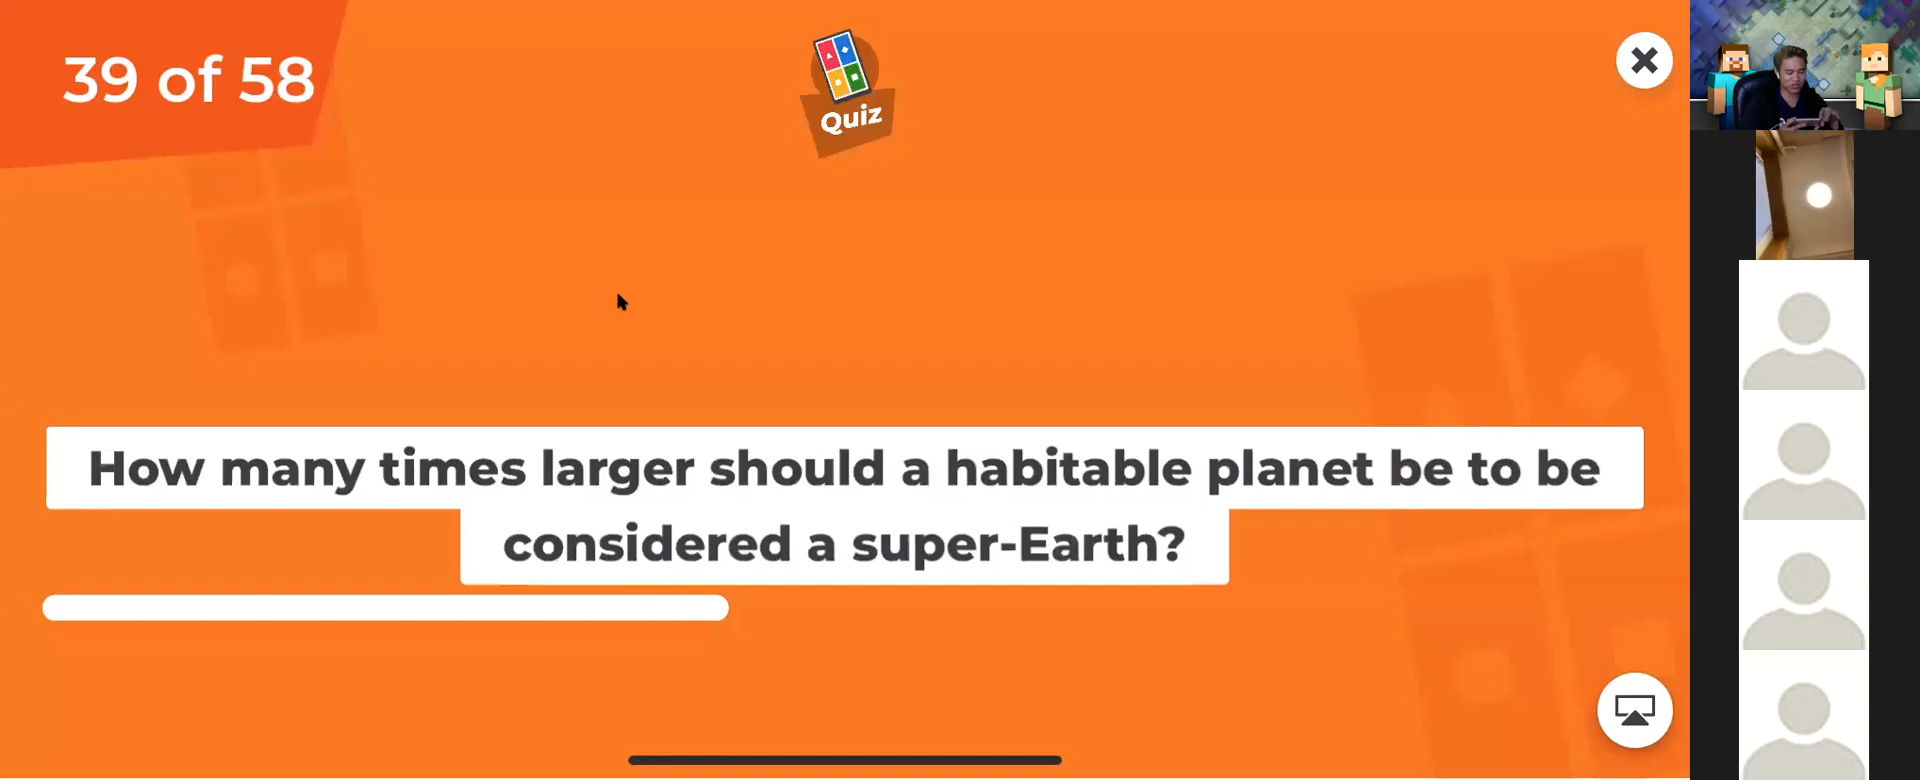 39 of 58
Quiz
How many times larger should a habitable planet be to be
considered a super-Earth?